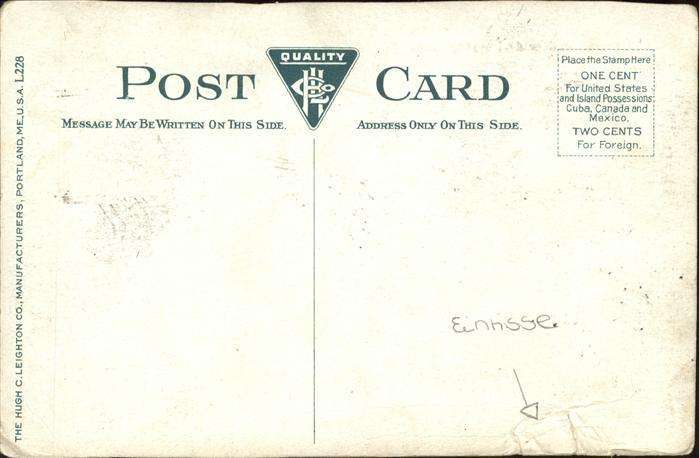 THE HUGH C. LEIGHTON CO., MANUFACTURERS, PORTLAND, ME., U.S.A. L228
POST CARD
QUALITY
MESSAGE MAY BE WRITTEN ON THIS SIDE.
ADDRESS ONLY ON THIS SIDE.
Place the Stamp Here
ONE CENT
For United States
and Island Possessions
Cuba, Canada and
Mexico.
TWO CENTS
For Foreign.
Einrisse